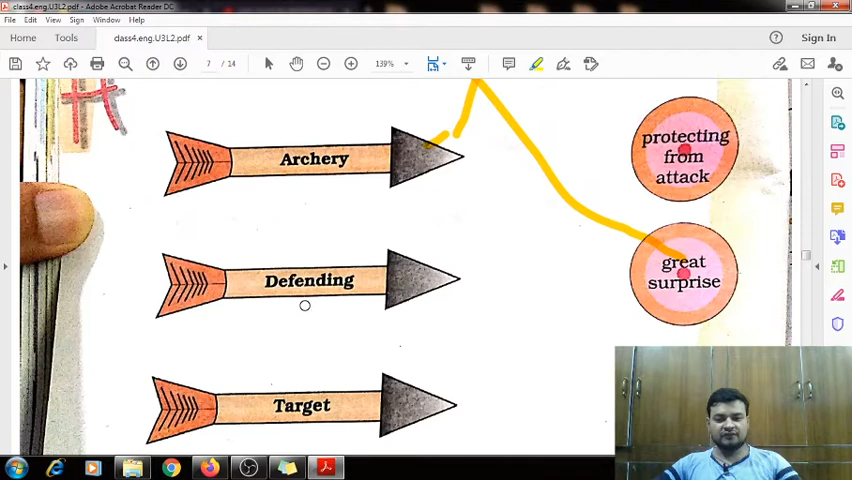 class4.eng.U3L2.pdf - Adobe Acrobat Reader DC
File Edit View Sign Window Help
Home Tools class4.eng.U3L2.pdf × Sign In
7 / 14 139%
Archery
protecting
from
attack
Defending
great
surprise
Target